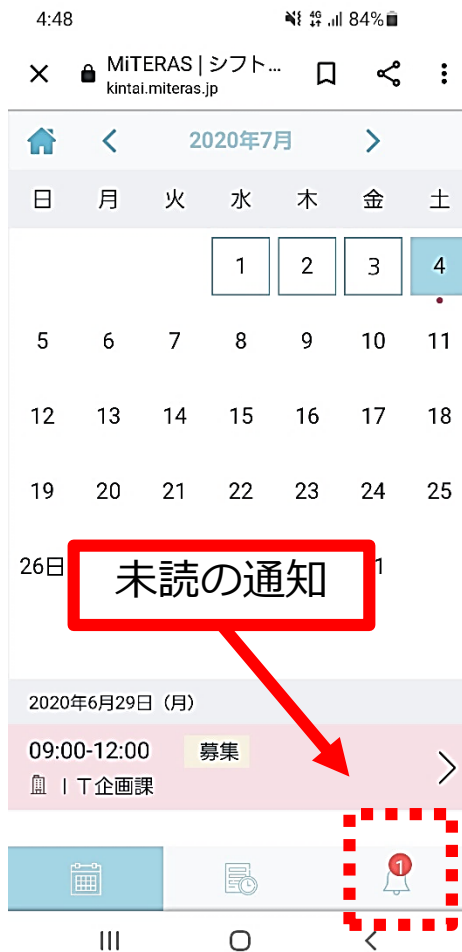 4:48
4G 84%
MiTERAS | シフト...
kintai.miteras.jp
2020年7月
日 月 火 水 木 金 土
1 2 3 4
5 6 7 8 9 10 11
12 13 14 15 16 17 18
19 20 21 22 23 24 25
26日 1
未読の通知
2020年6月29日（月）
09:00-12:00 募集
ＩＴ企画課
1